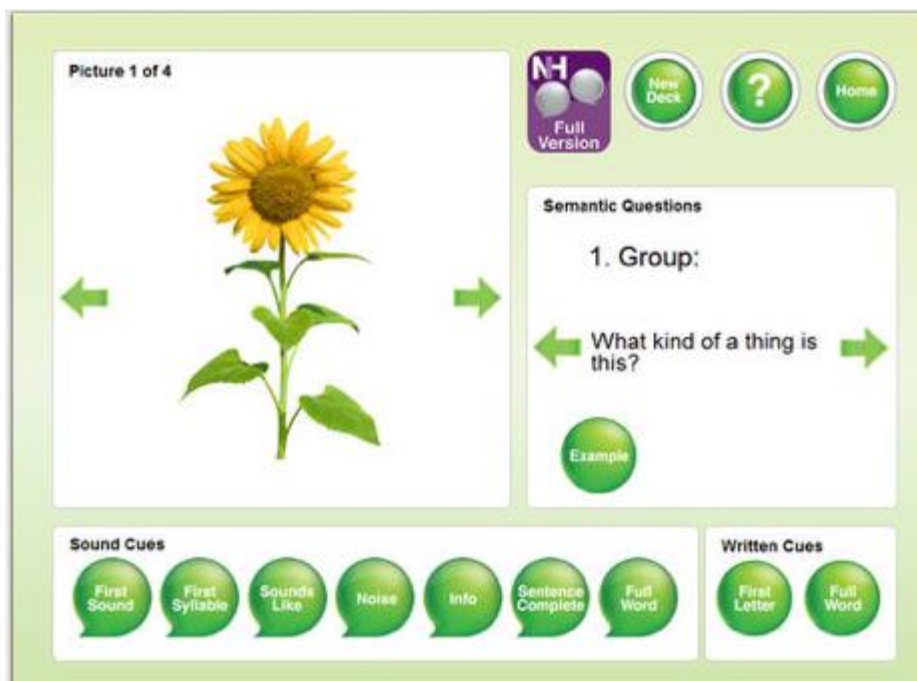 Picture 1 of 4
NH
Full
Version
New
Deck
?
Home
Semantic Questions
1. Group:
What kind of a thing is
this?
Example
Sound Cues
First
Sound
First
Syllable
Sounds
Like
Noise
Info
Sentence
Complete
Full
Word
Written Cues
First
Letter
Full
Word